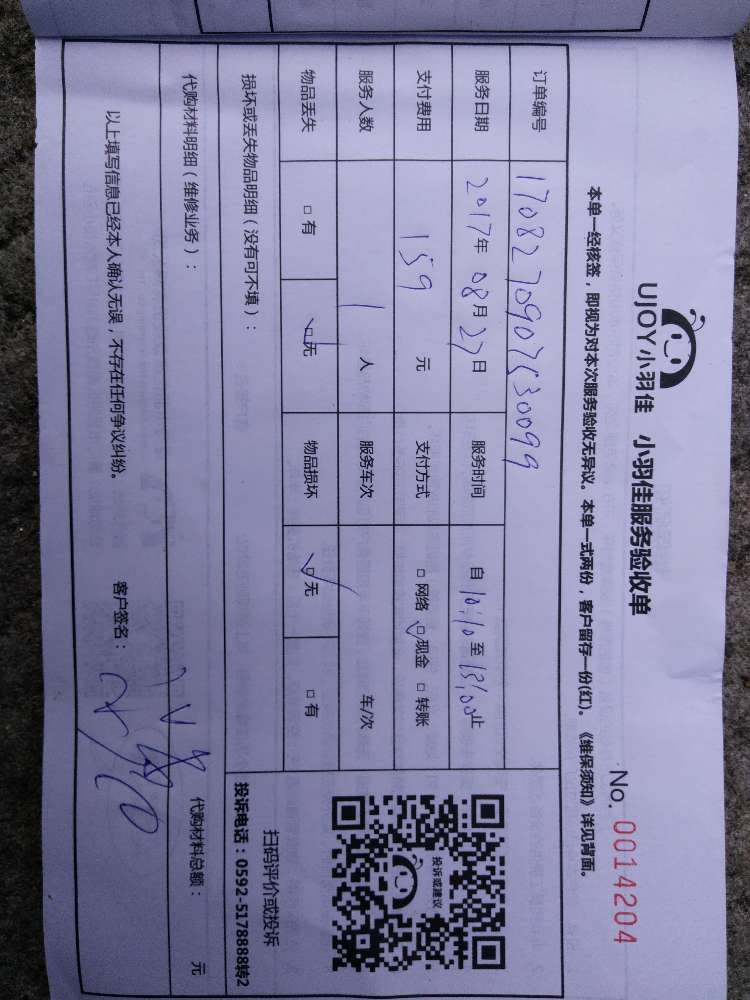 UJOY小羽佳 小羽佳服务验收单
No. 0014204
本单一经核签，即视为对本次服务验收无异议。本单一式两份，客户留存一份(红)。《维保须知》详见背面。
订单编号 1708270907530099
服务日期 2017年 08月 27日 服务时间 自 10:10 至 13:00止
支付费用 159 元 支付方式 □ 网络 □ 现金 □ 转账
服务人数 1 人 服务车次 车/次
物品丢失 □ 有 □ 无 物品损坏 □ 无 □ 有
投诉或建议
损坏或丢失物品明细（没有可不填）：
扫码评价或投诉
投诉电话：0592-5178888转2
代购材料明细（维修业务）：
代购材料总额： 元
以上填写信息已经本人确认无误，不存在任何争议纠纷。 客户签名：